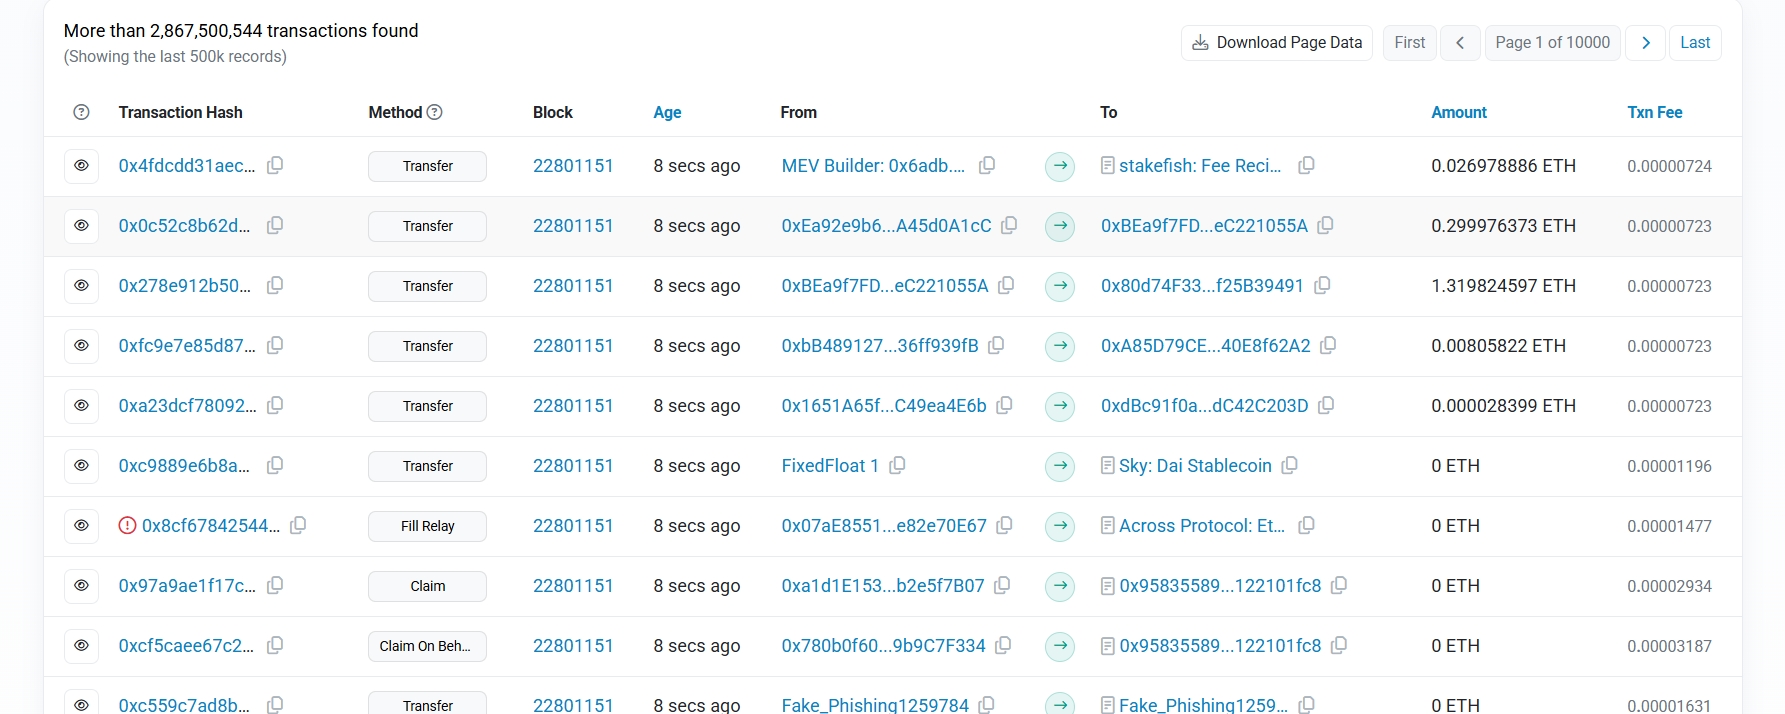 More than 2,867,500,544 transactions found
(Showing the last 500k records)
Download Page Data First Page 1 of 10000 Last
Transaction Hash Method Block Age From To Amount Txn Fee
0x4fdcdd31aec... Transfer 22801151 8 secs ago MEV Builder: 0x6adb.... stakefish: Fee Reci... 0.026978886 ETH 0.00000724
0x0c52c8b62d... Transfer 22801151 8 secs ago 0xEa92e9b6...A45d0A1cC 0xBEa9f7FD...eC221055A 0.299976373 ETH 0.00000723
0x278e912b50... Transfer 22801151 8 secs ago 0xBEa9f7FD...eC221055A 0x80d74F33...f25B39491 1.319824597 ETH 0.00000723
0xfc9e7e85d87... Transfer 22801151 8 secs ago 0xbB489127...36ff939fB 0xA85D79CE...40E8f62A2 0.00805822 ETH 0.00000723
0xa23dcf78092... Transfer 22801151 8 secs ago 0x1651A65f...C49ea4E6b 0xdBc91f0a...dC42C203D 0.000028399 ETH 0.00000723
0xc9889e6b8a... Transfer 22801151 8 secs ago FixedFloat 1 Sky: Dai Stablecoin 0 ETH 0.00001196
0x8cf67842544... Fill Relay 22801151 8 secs ago 0x07aE8551...e82e70E67 Across Protocol: Et... 0 ETH 0.00001477
0x97a9ae1f17c... Claim 22801151 8 secs ago 0xa1d1E153...b2e5f7B07 0x95835589...122101fc8 0 ETH 0.00002934
0xcf5caee67c2... Claim On Beh... 22801151 8 secs ago 0x780b0f60...9b9C7F334 0x95835589...122101fc8 0 ETH 0.00003187
0xc559c7ad8b... Transfer 22801151 8 secs ago Fake_Phishing1259784 Fake_Phishing1259... 0 ETH 0.00001631